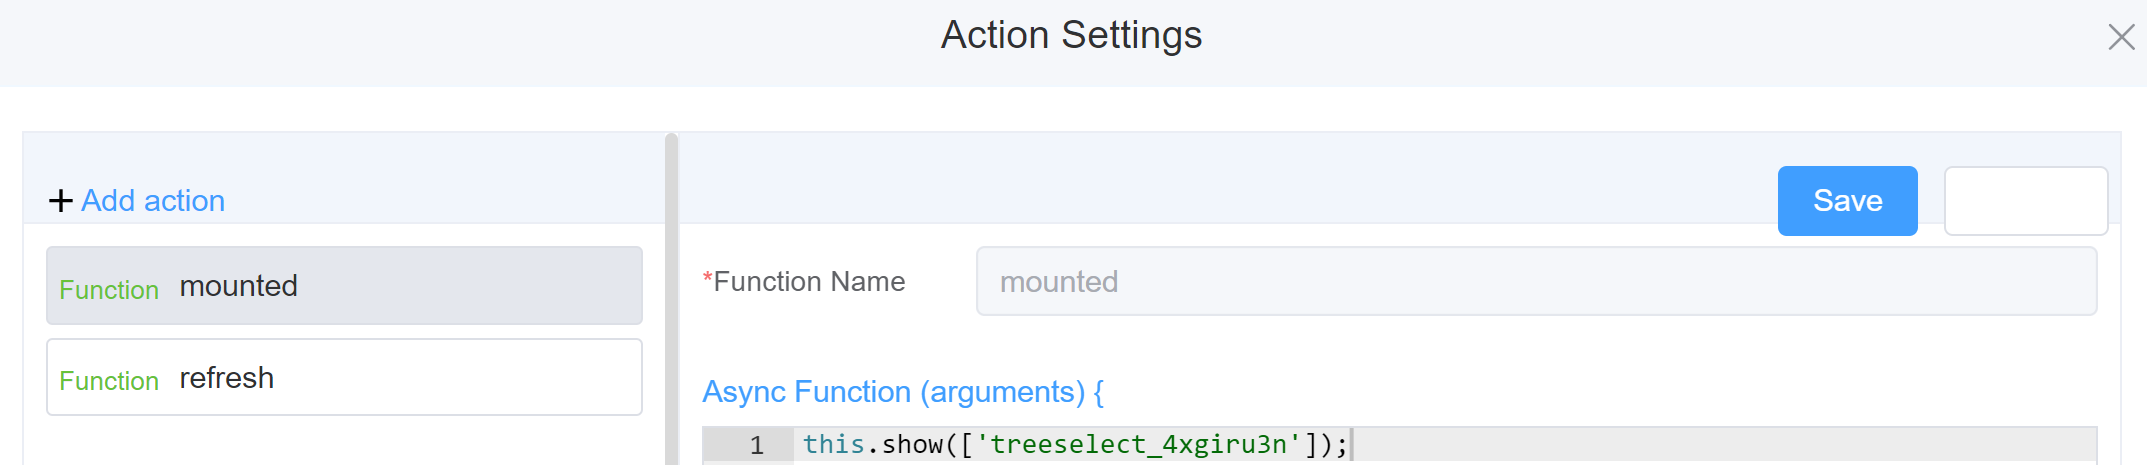 Action Settings
Add action
Save
Function mounted
*Function Name
mounted
Function refresh
Async Function (arguments) {
1 this.show(['treeselect_4xgiru3n']);